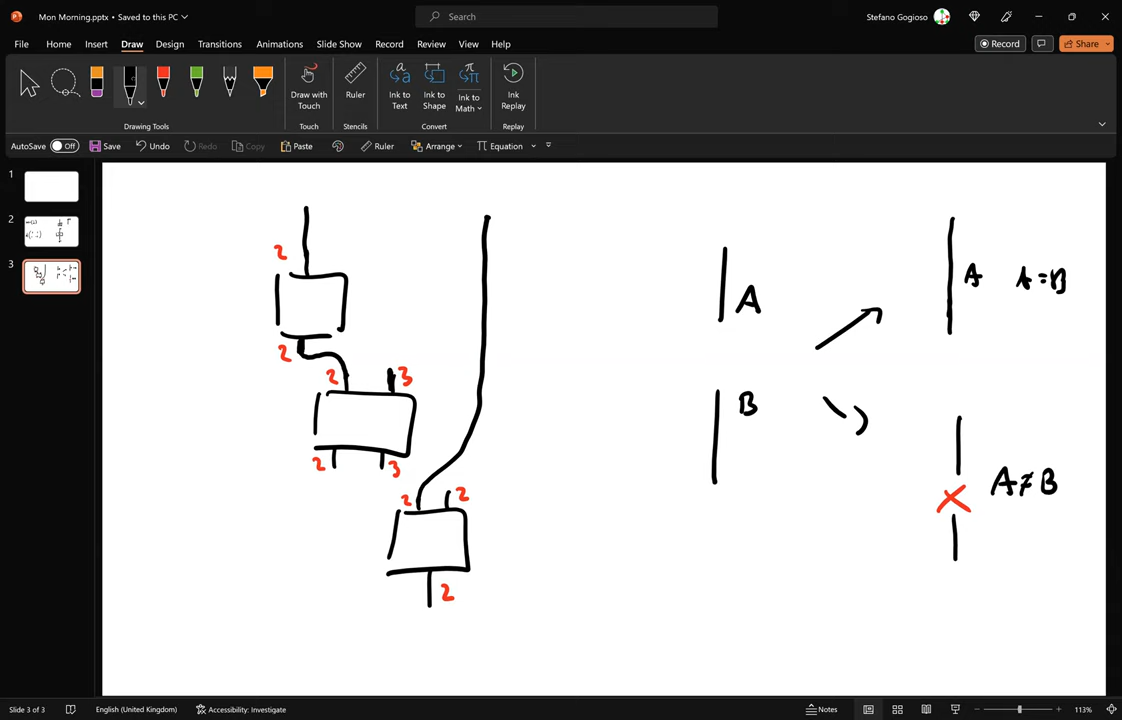 Mon Morning.pptx • Saved to this PC
Search
Stefano Gogioso
File Home Insert Draw Design Transitions Animations Slide Show Record Review View Help
Record
Share
Draw with Touch
Ruler
Ink to Text
Ink to Shape
Ink to Math
Ink Replay
Drawing Tools
Touch
Stencils
Convert
Replay
AutoSave Off Save Undo Redo Copy Paste Ruler Arrange Equation
1
2
3
2
2
2 3
2 3
2 2
2
A
B
A A=B
A≠B
Slide 3 of 3 English (United Kingdom) Accessibility: Investigate Notes 113%